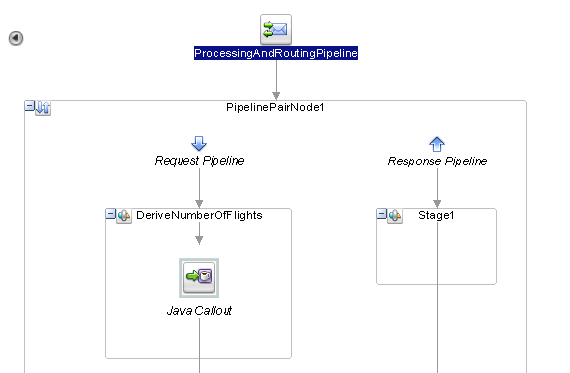 ProcessingAndRoutingPipeline
PipelinePairNode1
Request Pipeline
Response Pipeline
DeriveNumberOfFlights
Stage1
Java Callout